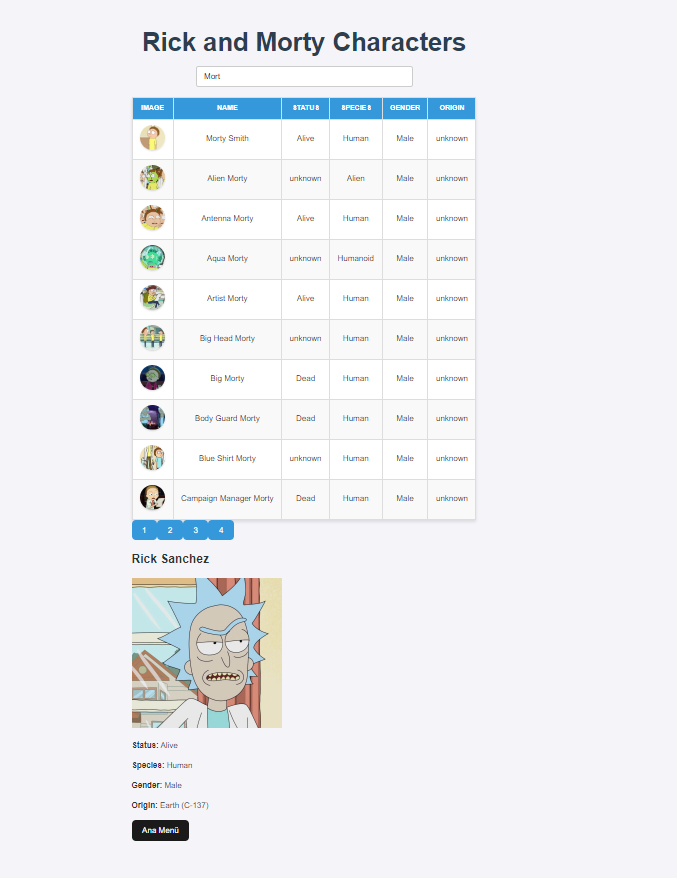 Rick and Morty Characters
Mort
IMAGE NAME STATUS SPECIES GENDER ORIGIN
Morty Smith Alive Human Male unknown
Alien Morty unknown Alien Male unknown
Antenna Morty Alive Human Male unknown
Aqua Morty unknown Humanoid Male unknown
Artist Morty Alive Human Male unknown
Big Head Morty unknown Human Male unknown
Big Morty Dead Human Male unknown
Body Guard Morty Dead Human Male unknown
Blue Shirt Morty unknown Human Male unknown
Campaign Manager Morty Dead Human Male unknown
1 2 3 4
Rick Sanchez
Status: Alive
Species: Human
Gender: Male
Origin: Earth (C-137)
Ana Menü